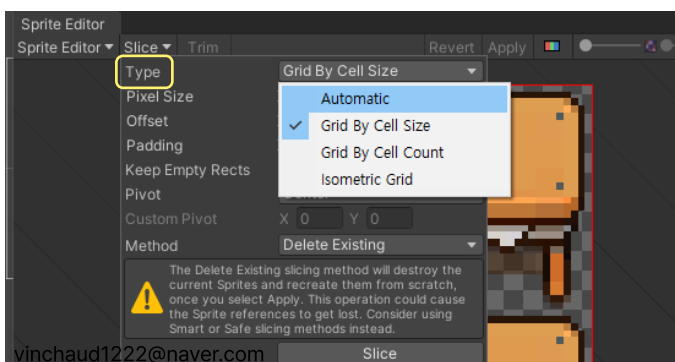 Sprite Editor
Sprite Editor Slice Trim Revert Apply
Type Grid By Cell Size
Pixel Size
Automatic
Offset
Grid By Cell Size
Padding
Grid By Cell Count
Keep Empty Rects
Isometric Grid
Pivot
Custom Pivot X 0 Y 0
Method Delete Existing
The Delete Existing slicing method will destroy the
current Sprites and recreate them from scratch,
once you select Apply. This operation could cause
the Sprite references to get lost. Consider using
Smart or Safe slicing methods instead.
vinchaud1222@naver.com
Slice